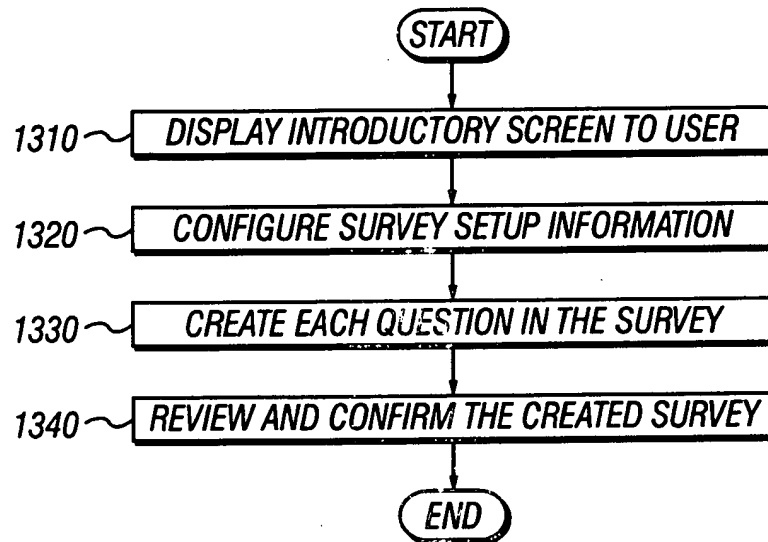 START
1310 DISPLAY INTRODUCTORY SCREEN TO USER
1320 CONFIGURE SURVEY SETUP INFORMATION
1330 CREATE EACH QUESTION IN THE SURVEY
1340 REVIEW AND CONFIRM THE CREATED SURVEY
END